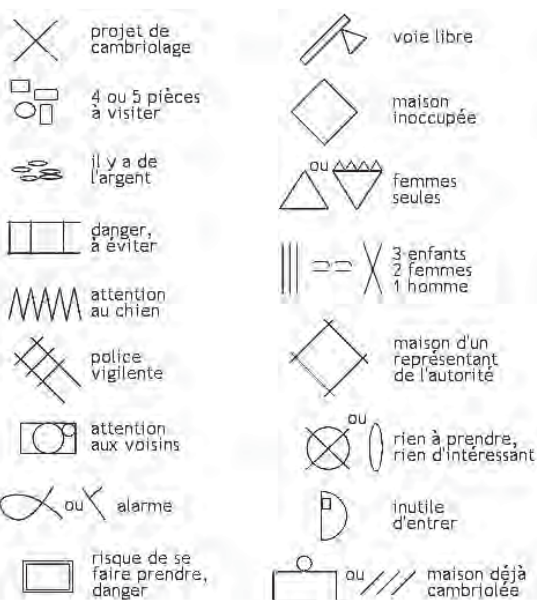 projet de
cambriolage
4 ou 5 pièces
à visiter
il y a de
l'argent
danger,
à éviter
attention
au chien
police
vigilente
attention
aux voisins
ou alarme
risque de se
faire prendre,
danger
voie libre
maison
inoccupée
ou
femmes
seules
3 enfants
2 femmes
1 homme
maison d'un
représentant
de l'autorité
ou
rien à prendre,
rien d'intéressant
inutile
d'entrer
ou maison déjà
cambriolée